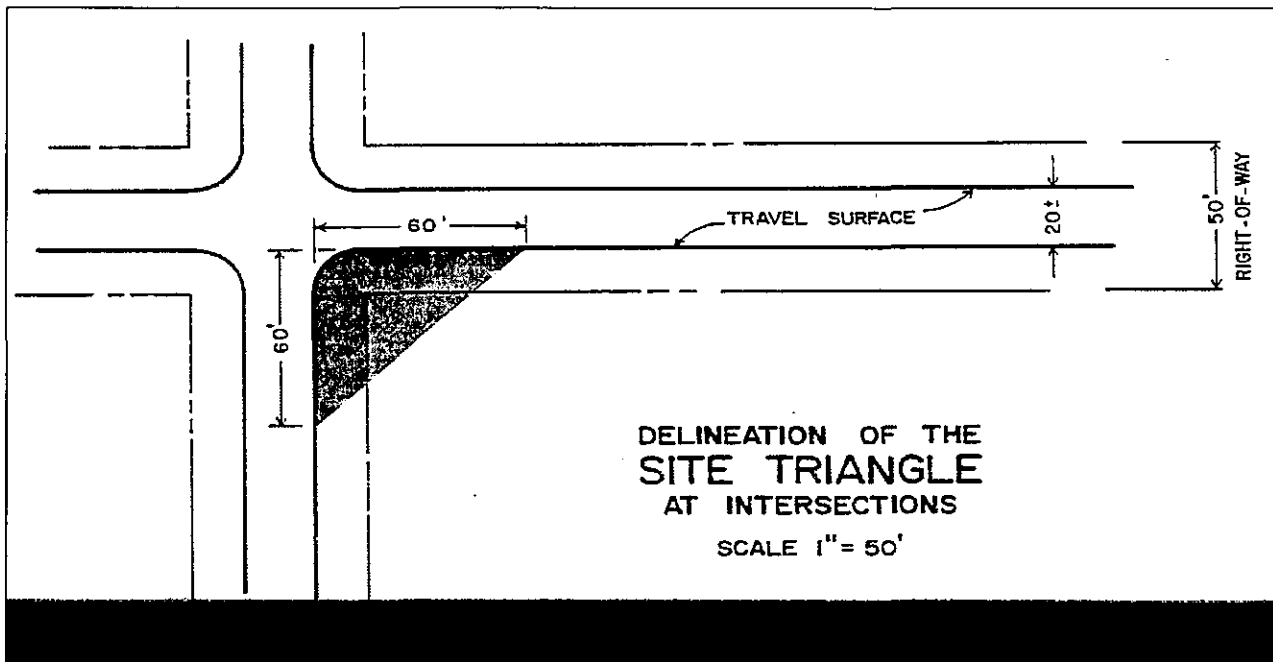 60'
TRAVEL SURFACE
20±
50'
RIGHT-OF-WAY
60'
DELINEATION OF THE
SITE TRIANGLE
AT INTERSECTIONS
SCALE 1" = 50'